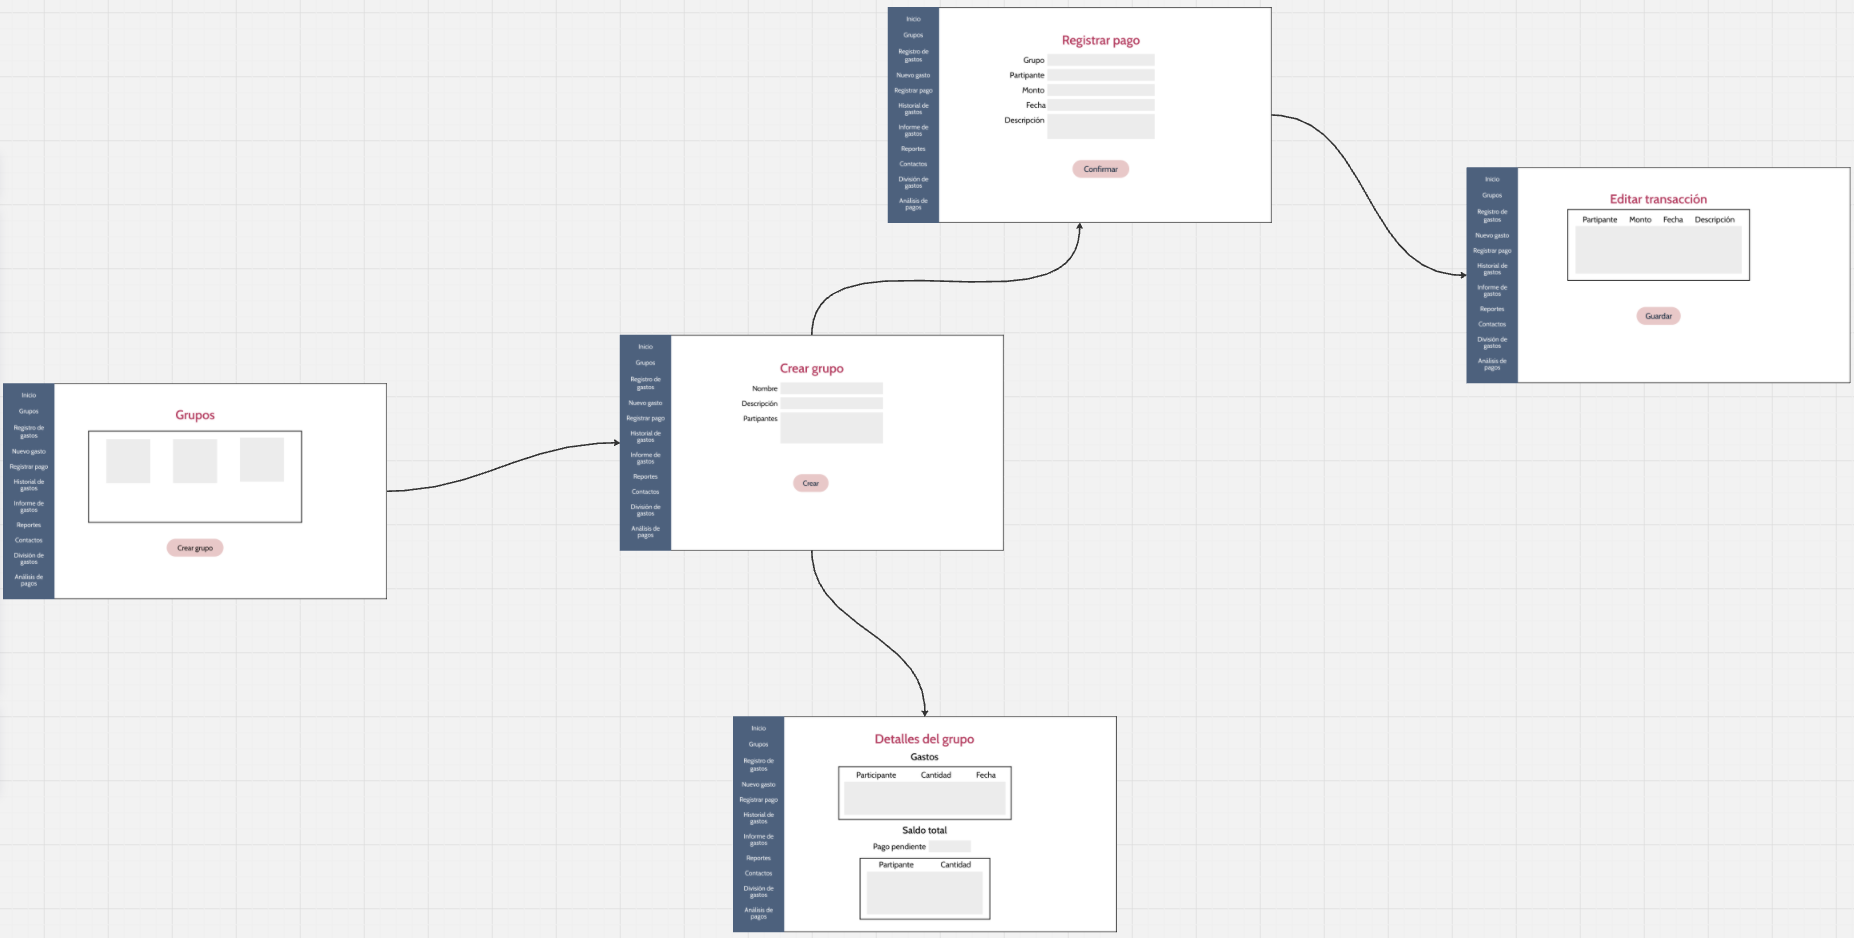 Inicio
Grupos
Registro de
gastos
Nuevo gasto
Registrar pago
Historial de
gastos
Informe de
gastos
Reportes
Contactos
División de
gastos
Análisis de
pagos
Registrar pago
Grupo
Partipante
Monto
Fecha
Descripción
Confirmar
Inicio
Grupos
Registro de
gastos
Nuevo gasto
Registrar pago
Historial de
gastos
Informe de
gastos
Reportes
Contactos
División de
gastos
Análisis de
pagos
Editar transacción
Partipante Monto Fecha Descripción
Guardar
Inicio
Grupos
Registro de
gastos
Nuevo gasto
Registrar pago
Historial de
gastos
Informe de
gastos
Reportes
Contactos
División de
gastos
Análisis de
pagos
Crear grupo
Nombre
Descripción
Partipantes
Crear
Inicio
Grupos
Registro de
gastos
Nuevo gasto
Registrar pago
Historial de
gastos
Informe de
gastos
Reportes
Contactos
División de
gastos
Análisis de
pagos
Grupos
Crear grupo
Inicio
Grupos
Registro de
gastos
Nuevo gasto
Registrar pago
Historial de
gastos
Informe de
gastos
Reportes
Contactos
División de
gastos
Análisis de
pagos
Detalles del grupo
Gastos
Participante Cantidad Fecha
Saldo total
Pago pendiente
Partipante Cantidad